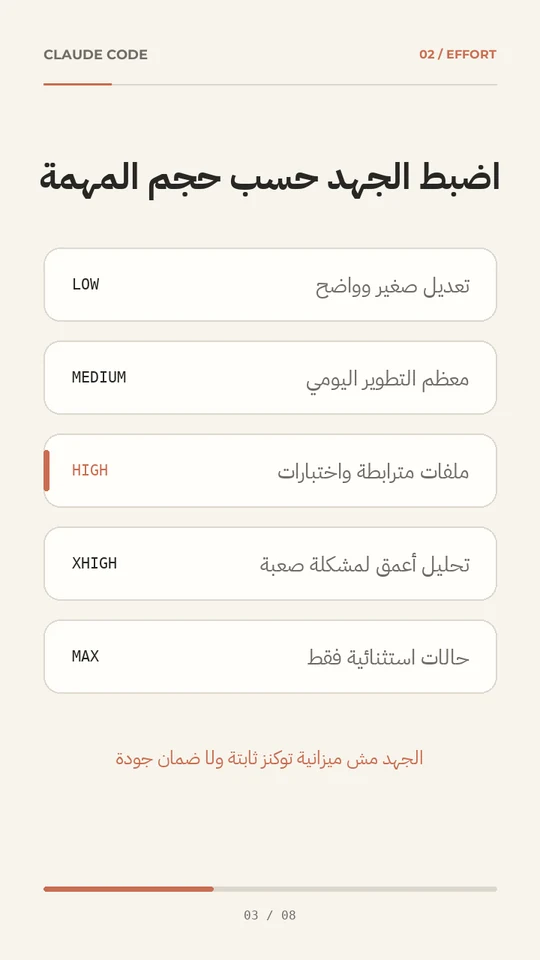 CLAUDE CODE
02 / EFFORT
اضبط الجهد حسب حجم المهمة
LOW تعديل صغير وواضح
MEDIUM معظم التطوير اليومي
HIGH ملفات مترابطة واختبارات
XHIGH تحليل أعمق لمشكلة صعبة
MAX حالات استثنائية فقط
الجهد مش ميزانية توكنز ثابتة ولا ضمان جودة
03 / 08